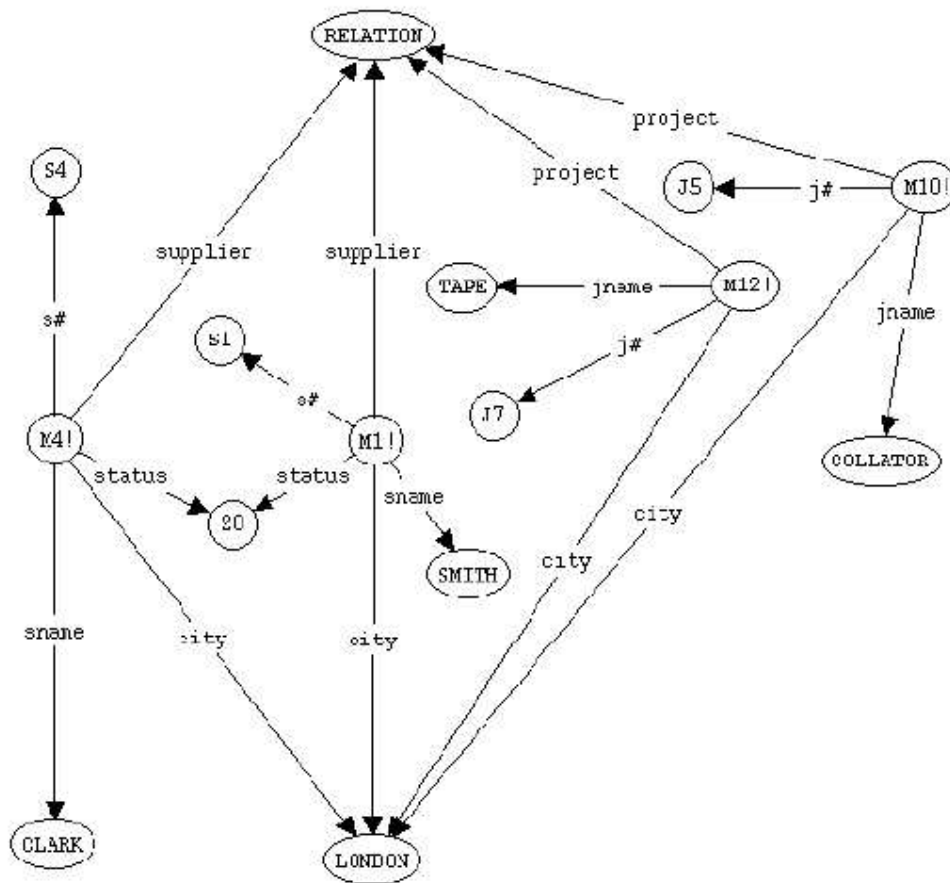 RELATION
project
S4
project
J5
j#
M10!
supplier
supplier
TAPE
jname
M12!
s#
jname
S1
j#
s#
J7
M4!
M1!
status
status
sname
COLLATOR
20
city
city
SMITH
sname
city
city
CLARK
LONDON